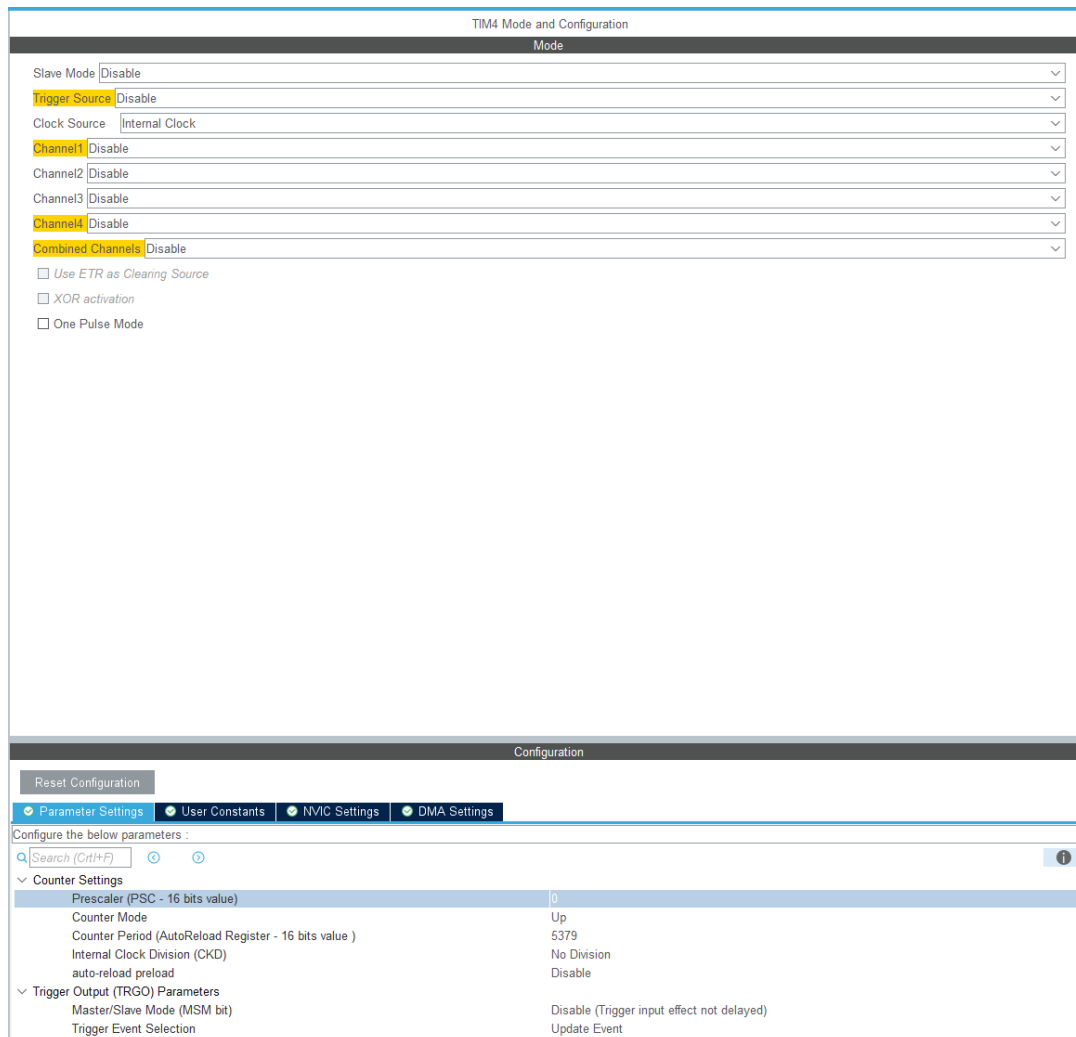 TIM4 Mode and Configuration
Mode
Slave Mode Disable
Trigger Source Disable
Clock Source Internal Clock
Channel1 Disable
Channel2 Disable
Channel3 Disable
Channel4 Disable
Combined Channels Disable
Use ETR as Clearing Source
XOR activation
One Pulse Mode
Configuration
Reset Configuration
Parameter Settings User Constants NVIC Settings DMA Settings
Configure the below parameters :
Search (Crtl+F)
Counter Settings
Prescaler (PSC - 16 bits value) 0
Counter Mode Up
Counter Period (AutoReload Register - 16 bits value ) 5379
Internal Clock Division (CKD) No Division
auto-reload preload Disable
Trigger Output (TRGO) Parameters
Master/Slave Mode (MSM bit) Disable (Trigger input effect not delayed)
Trigger Event Selection Update Event